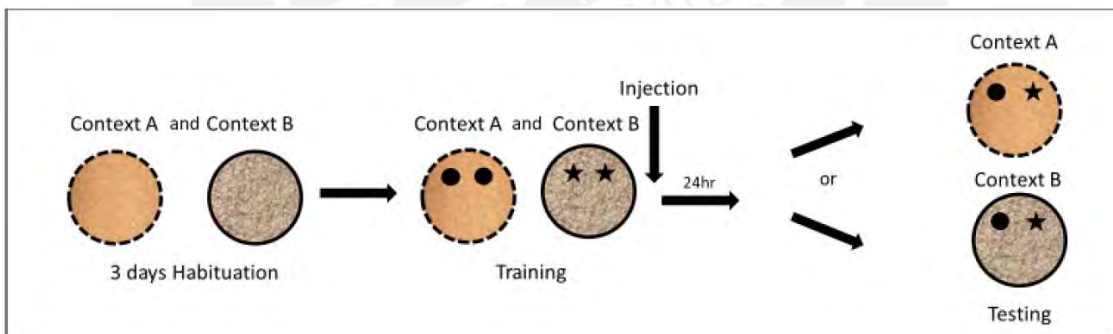 Context A and Context B
3 days Habituation
Context A and Context B
Training
Injection
24hr
or
Context A
Context B
Testing